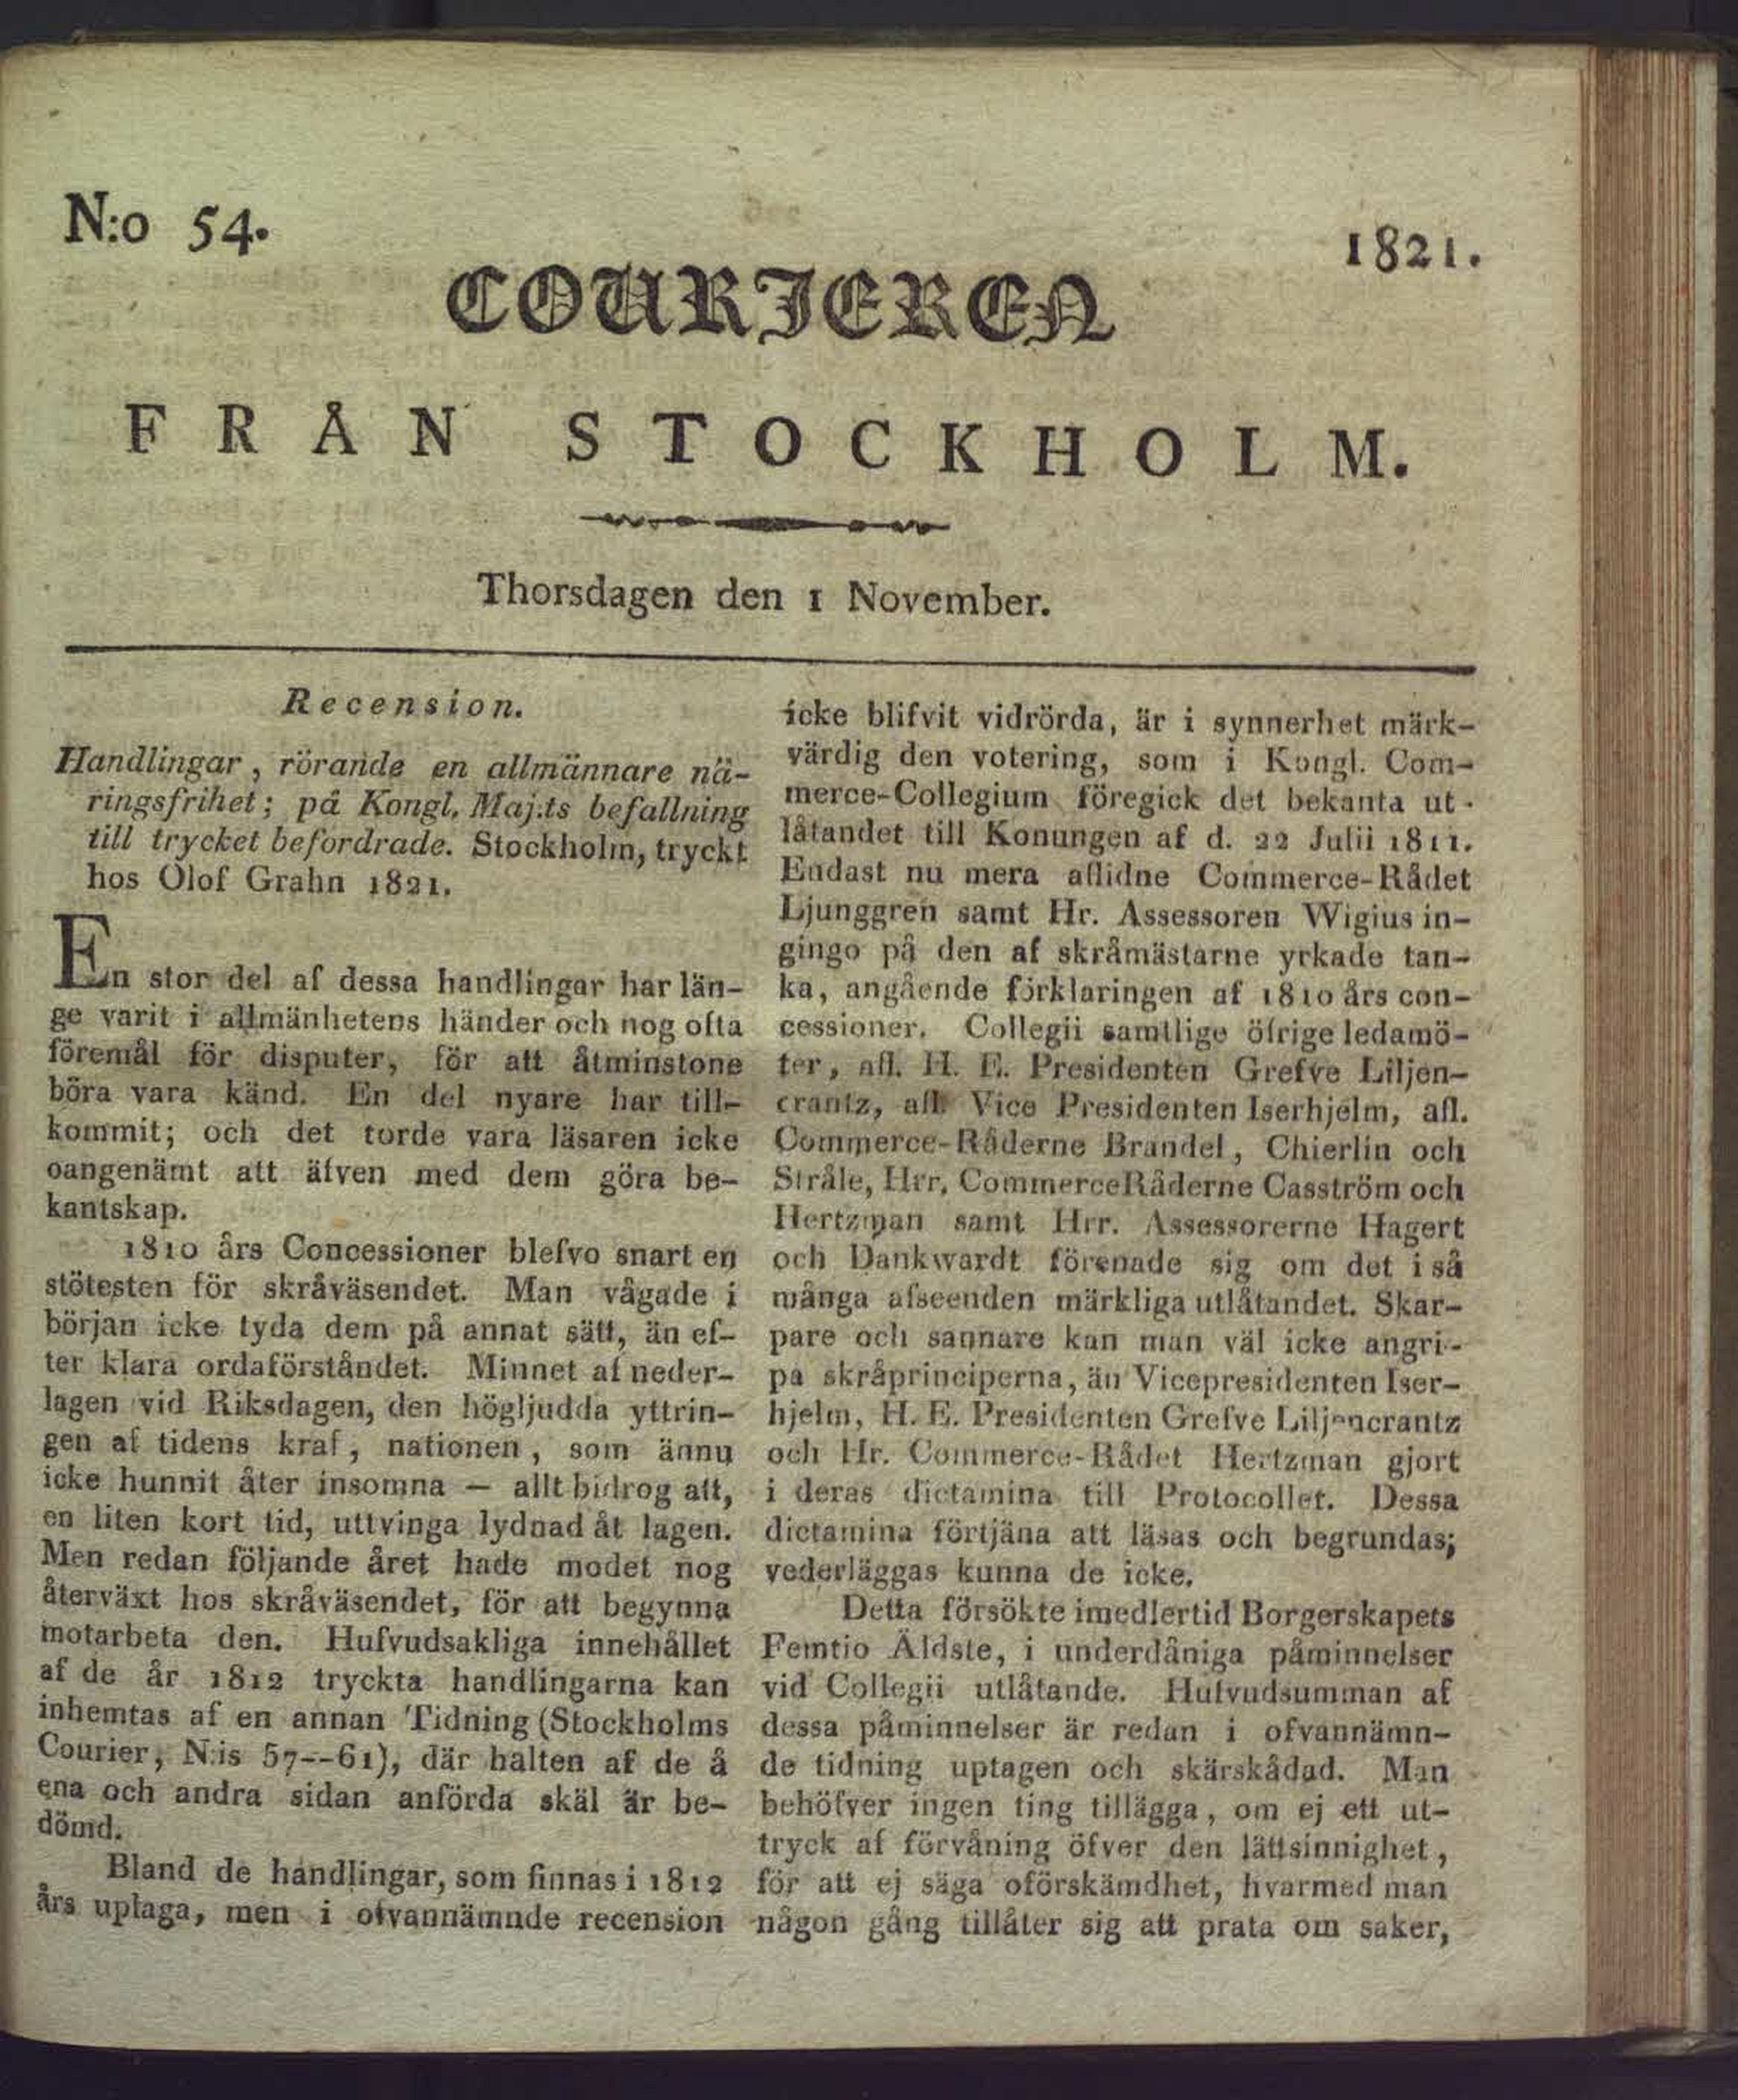 N:o 54.
1821.
COURIEREN
FRÅN STOCKHOLM.
Thorsdagen den 1 November.
Recension.
Handlingar, rörande en allmännare nä-
ringsfrihet; på Kongl. Maj:ts befallning
till trycket befordrade. Stockholm, tryckt
hos Olof Grahn 1821.
En stor del af dessa handlingar har län-
ge varit i allmänhetens händer och nog ofta
föremål för disputer, för att åtminstone
böra vara känd. En del nyare har till-
kommit; och det torde vara läsaren icke
oangenämt att äfven med dem göra be-
kantskap.
1810 års Concessioner blefvo snart en
stötesten för skråväsendet. Man vågade i
början icke tyda dem på annat sätt, än ef-
ter klara ordaförståndet. Minnet af neder-
lagen vid Riksdagen, den högljudda yttrin-
gen af tidens kraf, nationen, som ännu
icke hunnit åter insomna — allt bidrog att,
en liten kort tid, uttvinga lydnad åt lagen.
Men redan följande året hade modet nog
återväxt hos skråväsendet, för att begynna
motarbeta den. Hufvudsakliga innehållet
af de år 1812 tryckta handlingarna kan
inhemtas af en annan Tidning (Stockholms
Courier, N:is 57--61), där halten af de å
ena och andra sidan anförda skäl är be-
dömd.
Bland de handlingar, som finnas i 1812
års uplaga, men i ofvannämnde recension
icke blifvit vidrörda, är i synnerhet märk-
värdig den votering, som i Kongl. Com-
merce-Collegium föregick det bekanta ut-
låtandet till Konungen af d. 22 Julii 1811.
Endast nu mera aflidne Commerce-Rådet
Ljunggren samt Hr. Assessoren Wigius in-
gingo på den af skråmästarne yrkade tan-
ka, angående förklaringen af 1810 års con-
cessioner. Collegii samtlige öfrige ledamö-
ter, afl. H. E. Presidenten Grefve Liljen-
crantz, afl. Vice Presidenten Iserhjelm, afl.
Commerce-Råderne Brandel, Chierlin och
Stråle, Hrr. CommerceRåderne Casström och
Hertzman samt Hrr. Assessorerne Hagert
och Dankwardt förenade sig om det i så
många afseenden märkliga utlåtandet. Skar-
pare och sannare kan man väl icke angri-
pa skråprinciperna, än Vicepresidenten Iser-
hjelm, H. E. Presidenten Grefve Liljencrantz
och Hr. Commerce-Rådet Hertzman gjort
i deras dictamina till Protocollet. Dessa
dictamina förtjäna att läsas och begrundas;
vederläggas kunna de icke.
Detta försökte imedlertid Borgerskapets
Femtio Äldste, i underdåniga påminnelser
vid Collegii utlåtande. Hufvudsumman af
dessa påminnelser är redan i ofvannämn-
de tidning uptagen och skärskådad. Man
behöfver ingen ting tillägga, om ej ett ut-
tryck af förvåning öfver den lättsinnighet,
för att ej säga oförskämdhet, hvarmed man
någon gång tillåter sig att prata om saker,